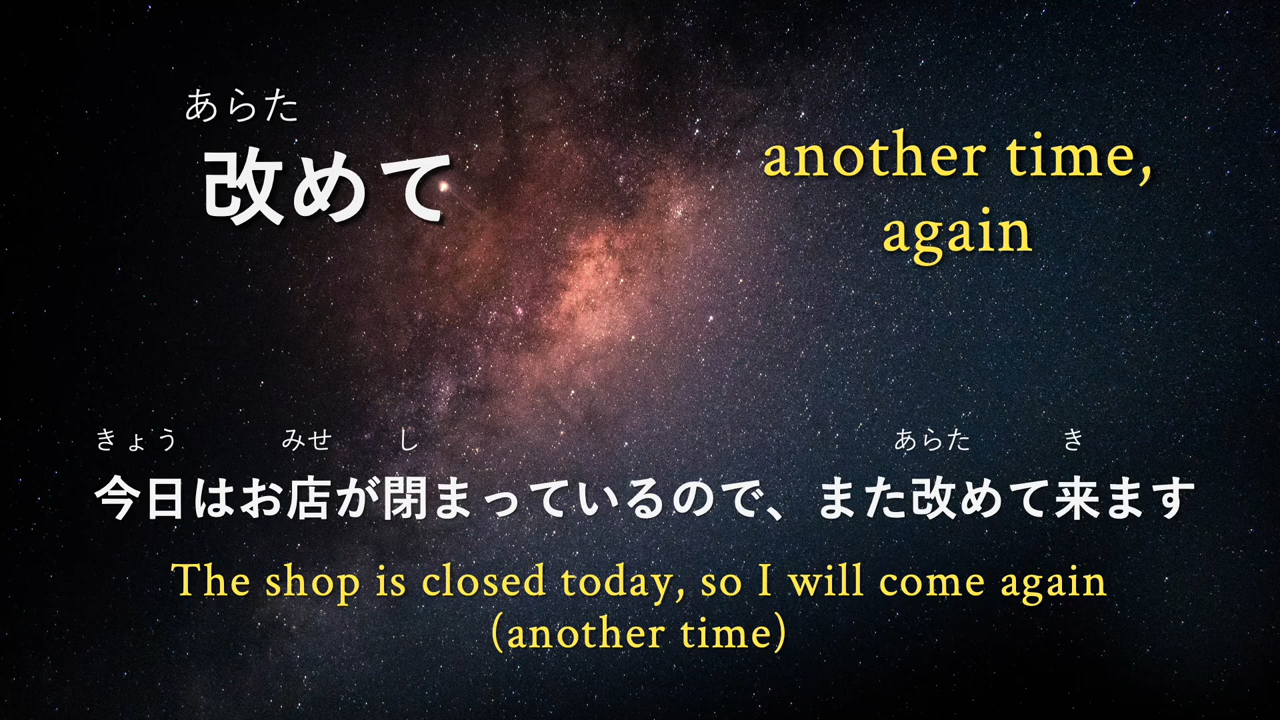 あらた
改めて
another time,
again
きょう みせ し あらた き
今日はお店が閉まっているので、また改めて来ます
The shop is closed today, so I will come again
(another time)